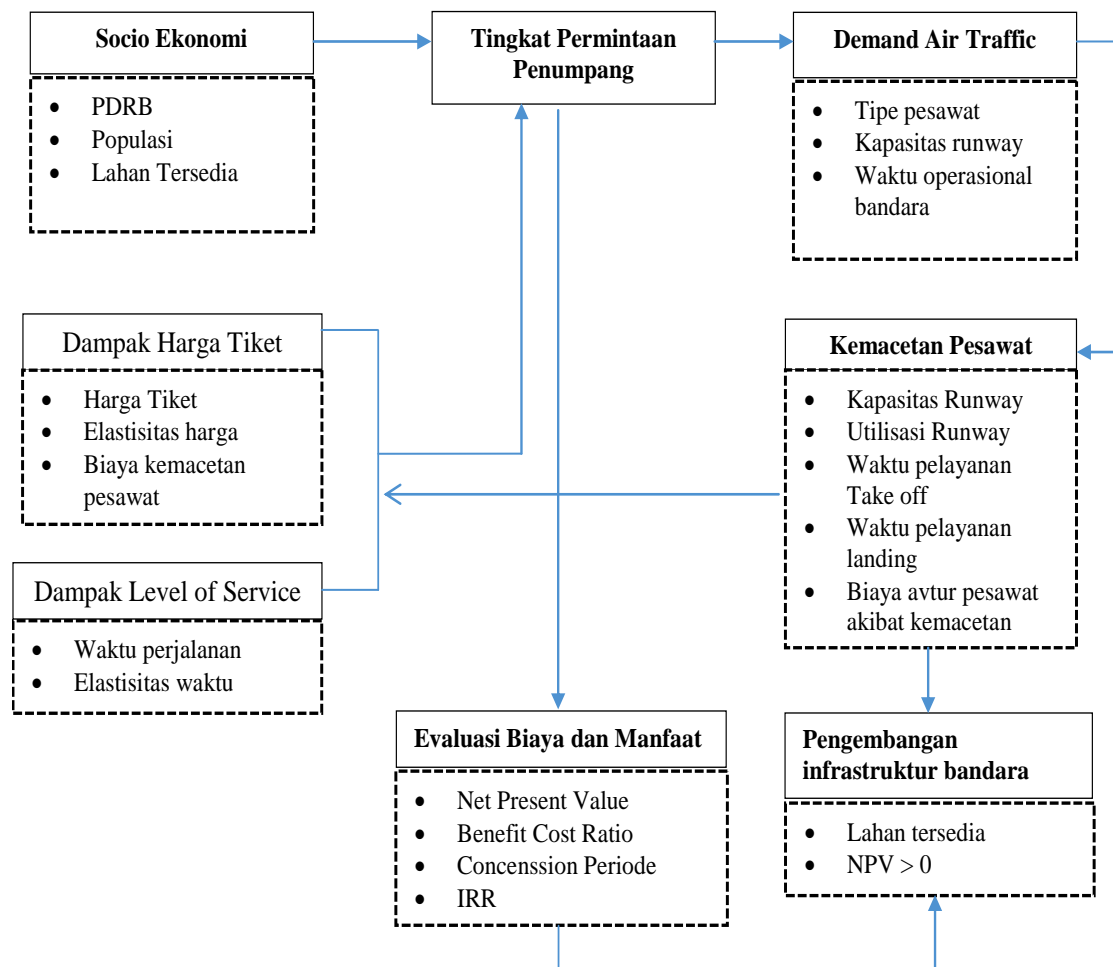 Socio Ekonomi
• PDRB
• Populasi
• Lahan Tersedia
Tingkat Permintaan
Penumpang
Demand Air Traffic
• Tipe pesawat
• Kapasitas runway
• Waktu operasional
bandara
Dampak Harga Tiket
• Harga Tiket
• Elastisitas harga
• Biaya kemacetan
pesawat
Kemacetan Pesawat
• Kapasitas Runway
• Utilisasi Runway
• Waktu pelayanan
Take off
• Waktu pelayanan
landing
• Biaya avtur pesawat
akibat kemacetan
Dampak Level of Service
• Waktu perjalanan
• Elastisitas waktu
Evaluasi Biaya dan Manfaat
• Net Present Value
• Benefit Cost Ratio
• Concenssion Periode
• IRR
Pengembangan
infrastruktur bandara
• Lahan tersedia
• NPV > 0